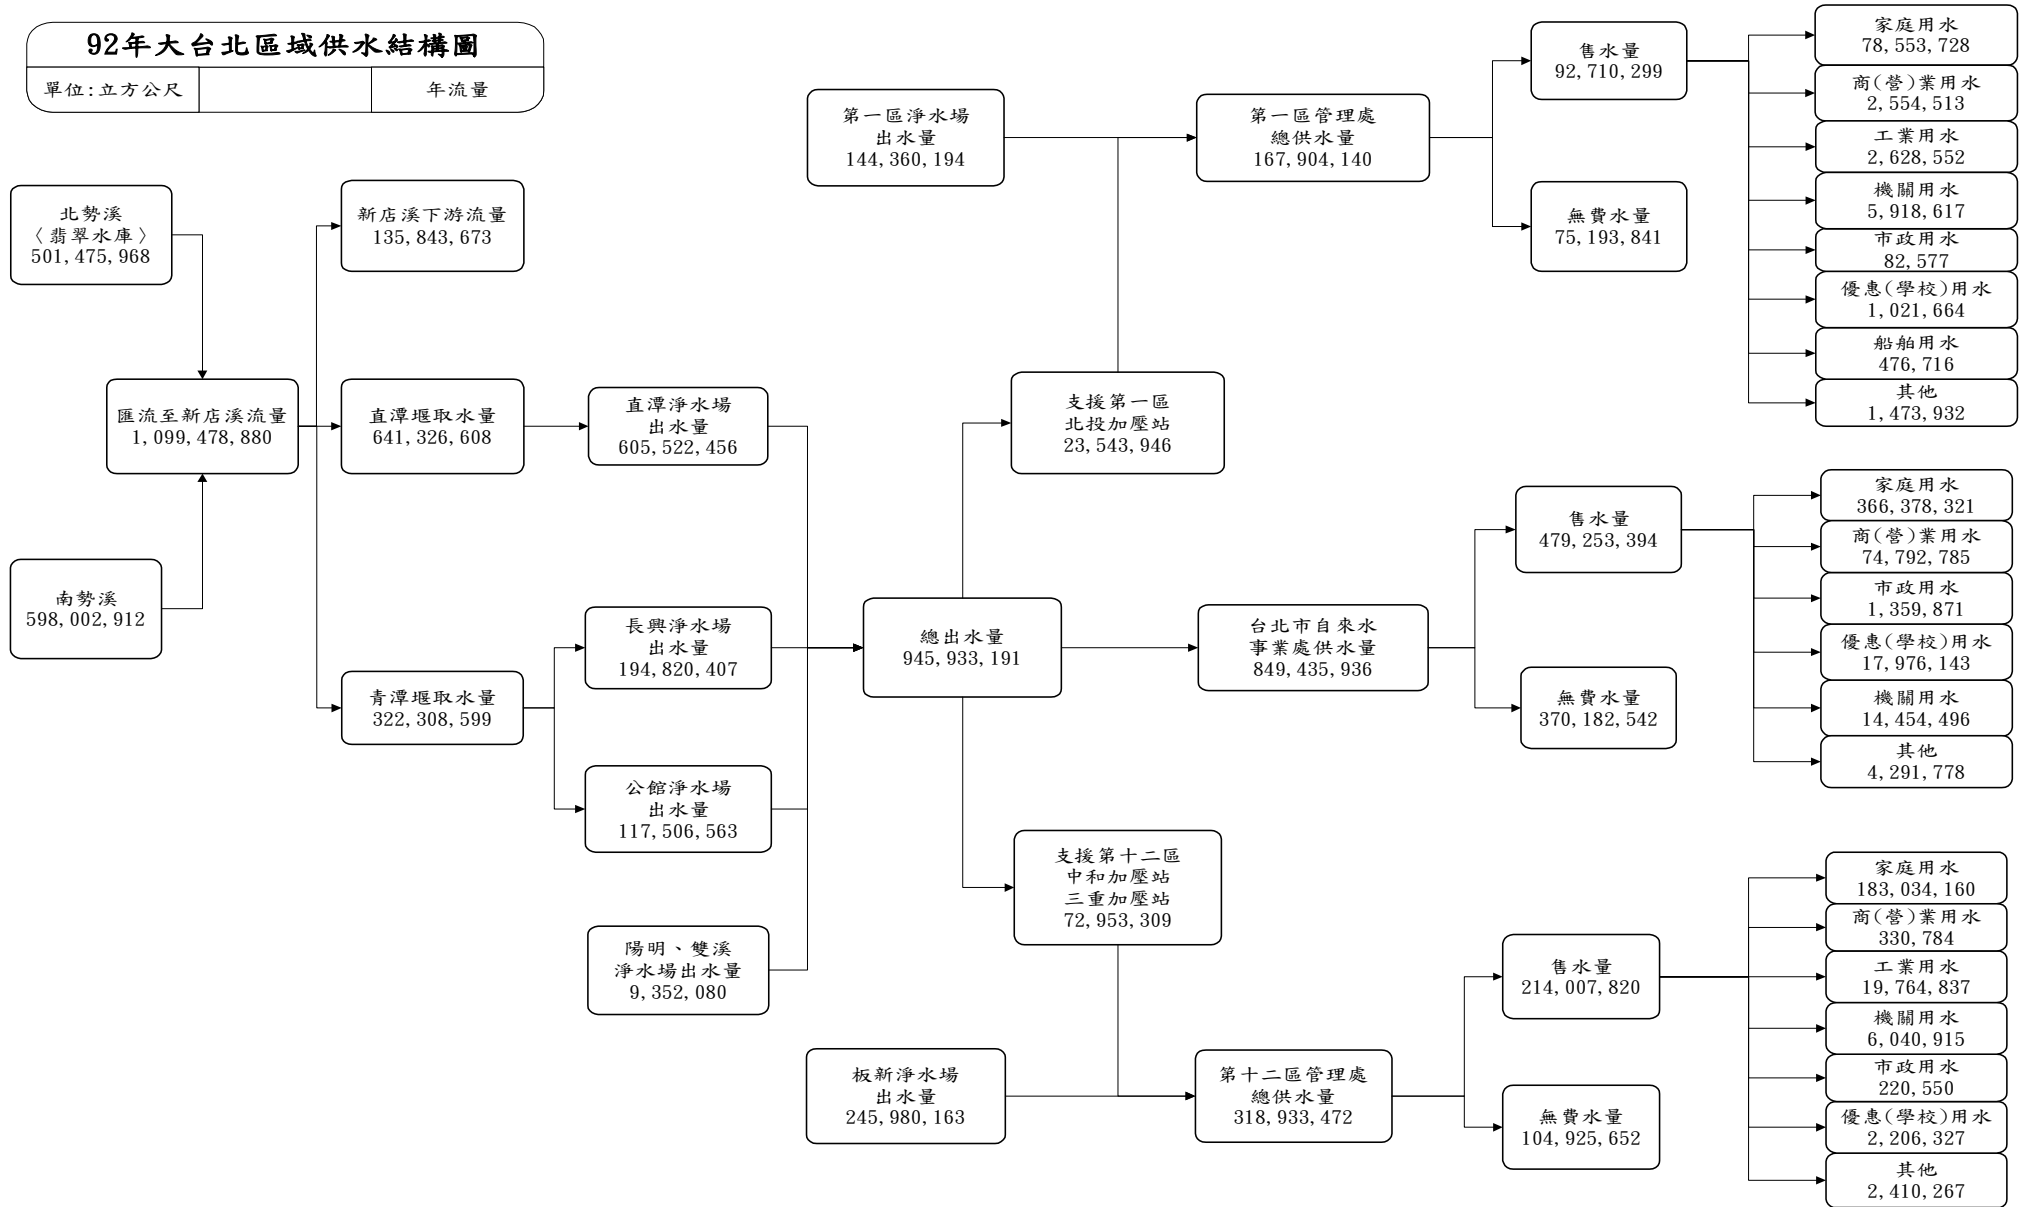 92年大台北區域供水結構圖
單位:立方公尺
年流量
北勢溪
〈翡翠水庫〉
501,475,968
南勢溪
598,002,912
匯流至新店溪流量
1,099,478,880
新店溪下游流量
135,843,673
直潭堰取水量
641,326,608
青潭堰取水量
322,308,599
直潭淨水場
出水量
605,522,456
長興淨水場
出水量
194,820,407
公館淨水場
出水量
117,506,563
陽明、雙溪
淨水場出水量
9,352,080
第一區淨水場
出水量
144,360,194
總出水量
945,933,191
板新淨水場
出水量
245,980,163
支援第一區
北投加壓站
23,543,946
支援第十二區
中和加壓站
三重加壓站
72,953,309
第一區管理處
總供水量
167,904,140
台北市自來水
事業處供水量
849,435,936
第十二區管理處
總供水量
318,933,472
售水量
92,710,299
無費水量
75,193,841
家庭用水
78,553,728
商(營)業用水
2,554,513
工業用水
2,628,552
機關用水
5,918,617
市政用水
82,577
優惠(學校)用水
1,021,664
船舶用水
476,716
其他
1,473,932
售水量
479,253,394
無費水量
370,182,542
家庭用水
366,378,321
商(營)業用水
74,792,785
市政用水
1,359,871
優惠(學校)用水
17,976,143
機關用水
14,454,496
其他
4,291,778
售水量
214,007,820
無費水量
104,925,652
家庭用水
183,034,160
商(營)業用水
330,784
工業用水
19,764,837
機關用水
6,040,915
市政用水
220,550
優惠(學校)用水
2,206,327
其他
2,410,267